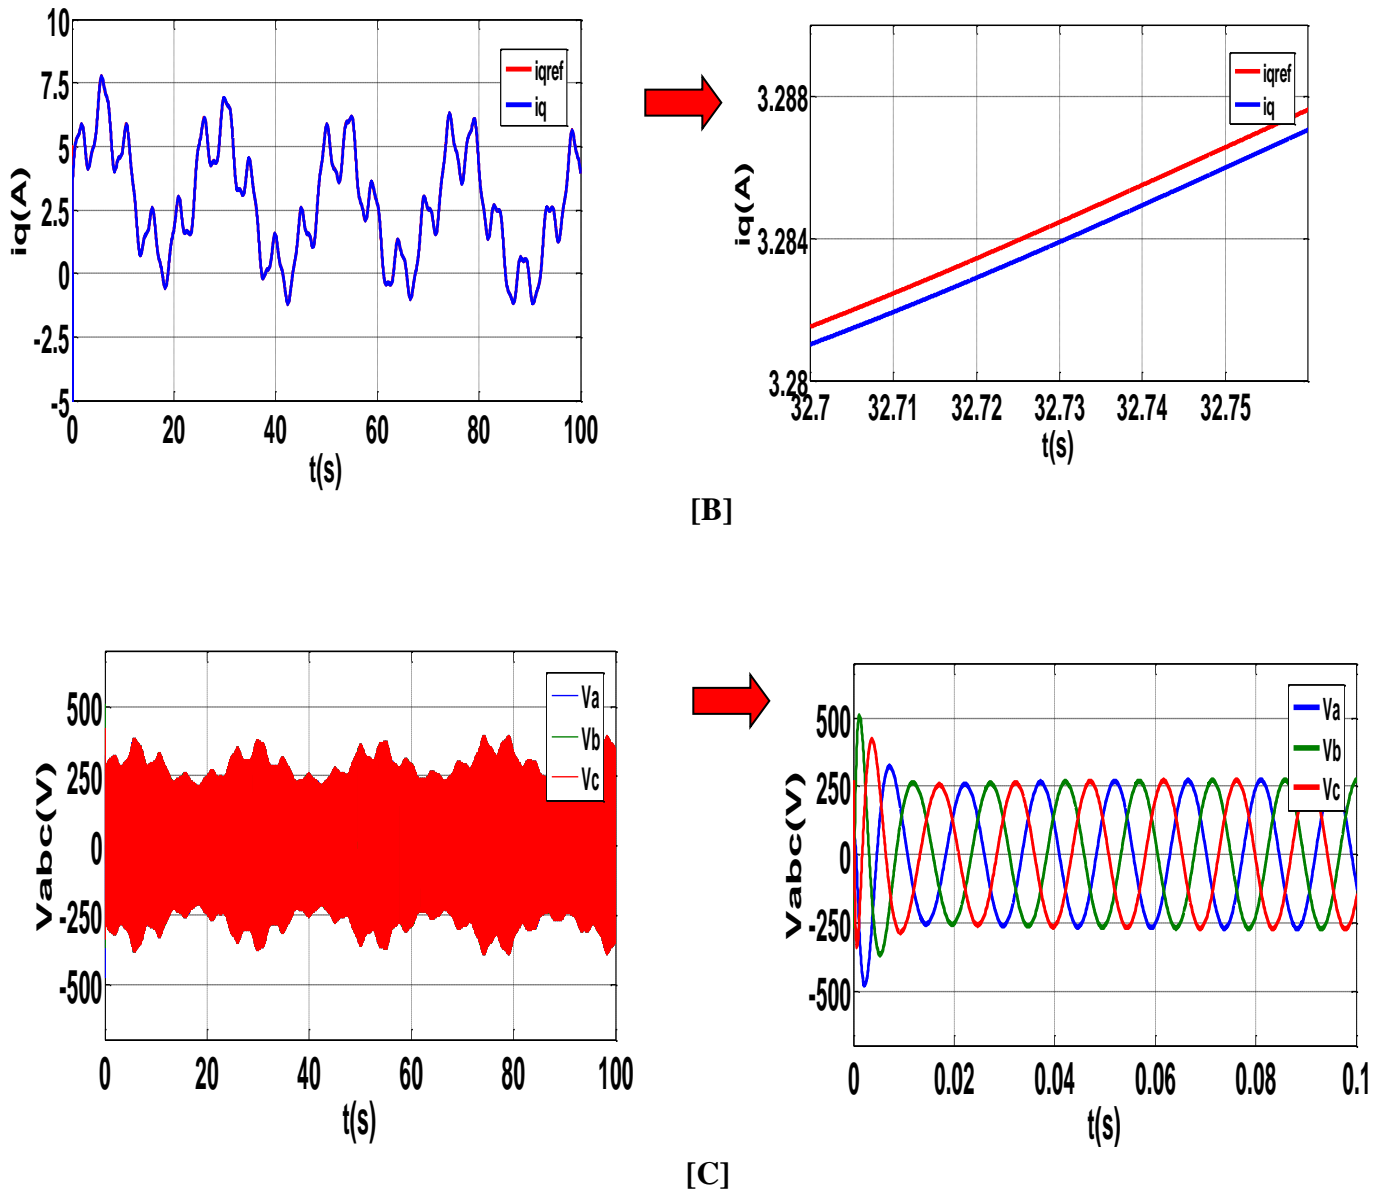 10
7.5
5
2.5
0
-2.5
-5
iq(A)
iqref
iq
0 20 40 60 80 100
t(s)
3.288
3.284
3.28
iq(A)
iqref
iq
32.7 32.71 32.72 32.73 32.74 32.75
t(s)
[B]
500
250
0
-250
-500
Vabc(V)
Va
Vb
Vc
0 20 40 60 80 100
t(s)
500
250
0
-250
-500
Vabc(V)
Va
Vb
Vc
0 0.02 0.04 0.06 0.08 0.1
t(s)
[C]